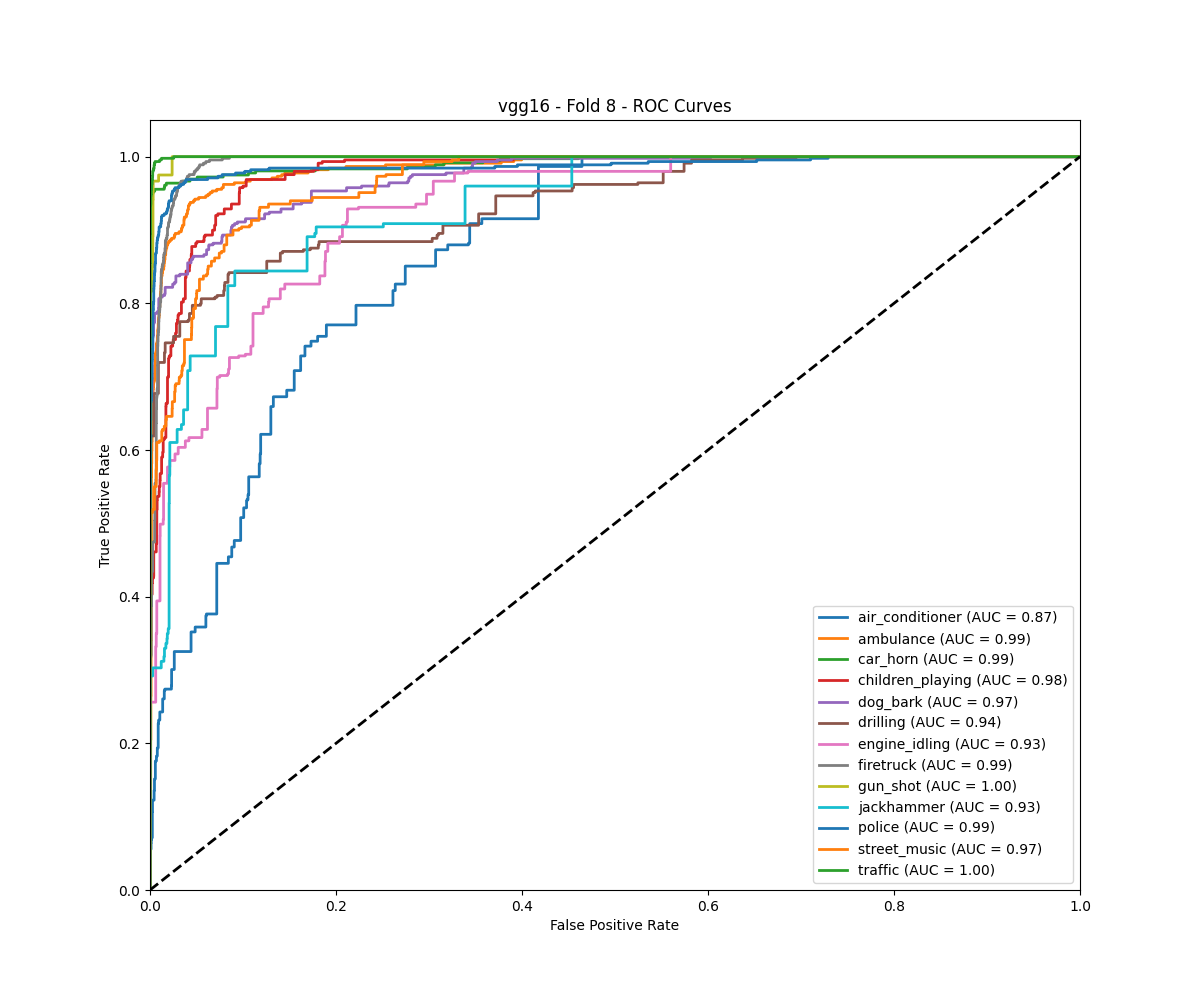 vgg16 - Fold 8 - ROC Curves
True Positive Rate
1.0
0.8
0.6
0.4
0.2
0.0
air_conditioner (AUC = 0.87)
ambulance (AUC = 0.99)
car_horn (AUC = 0.99)
children_playing (AUC = 0.98)
dog_bark (AUC = 0.97)
drilling (AUC = 0.94)
engine_idling (AUC = 0.93)
firetruck (AUC = 0.99)
gun_shot (AUC = 1.00)
jackhammer (AUC = 0.93)
police (AUC = 0.99)
street_music (AUC = 0.97)
traffic (AUC = 1.00)
0.0 0.2 0.4 0.6 0.8 1.0
False Positive Rate